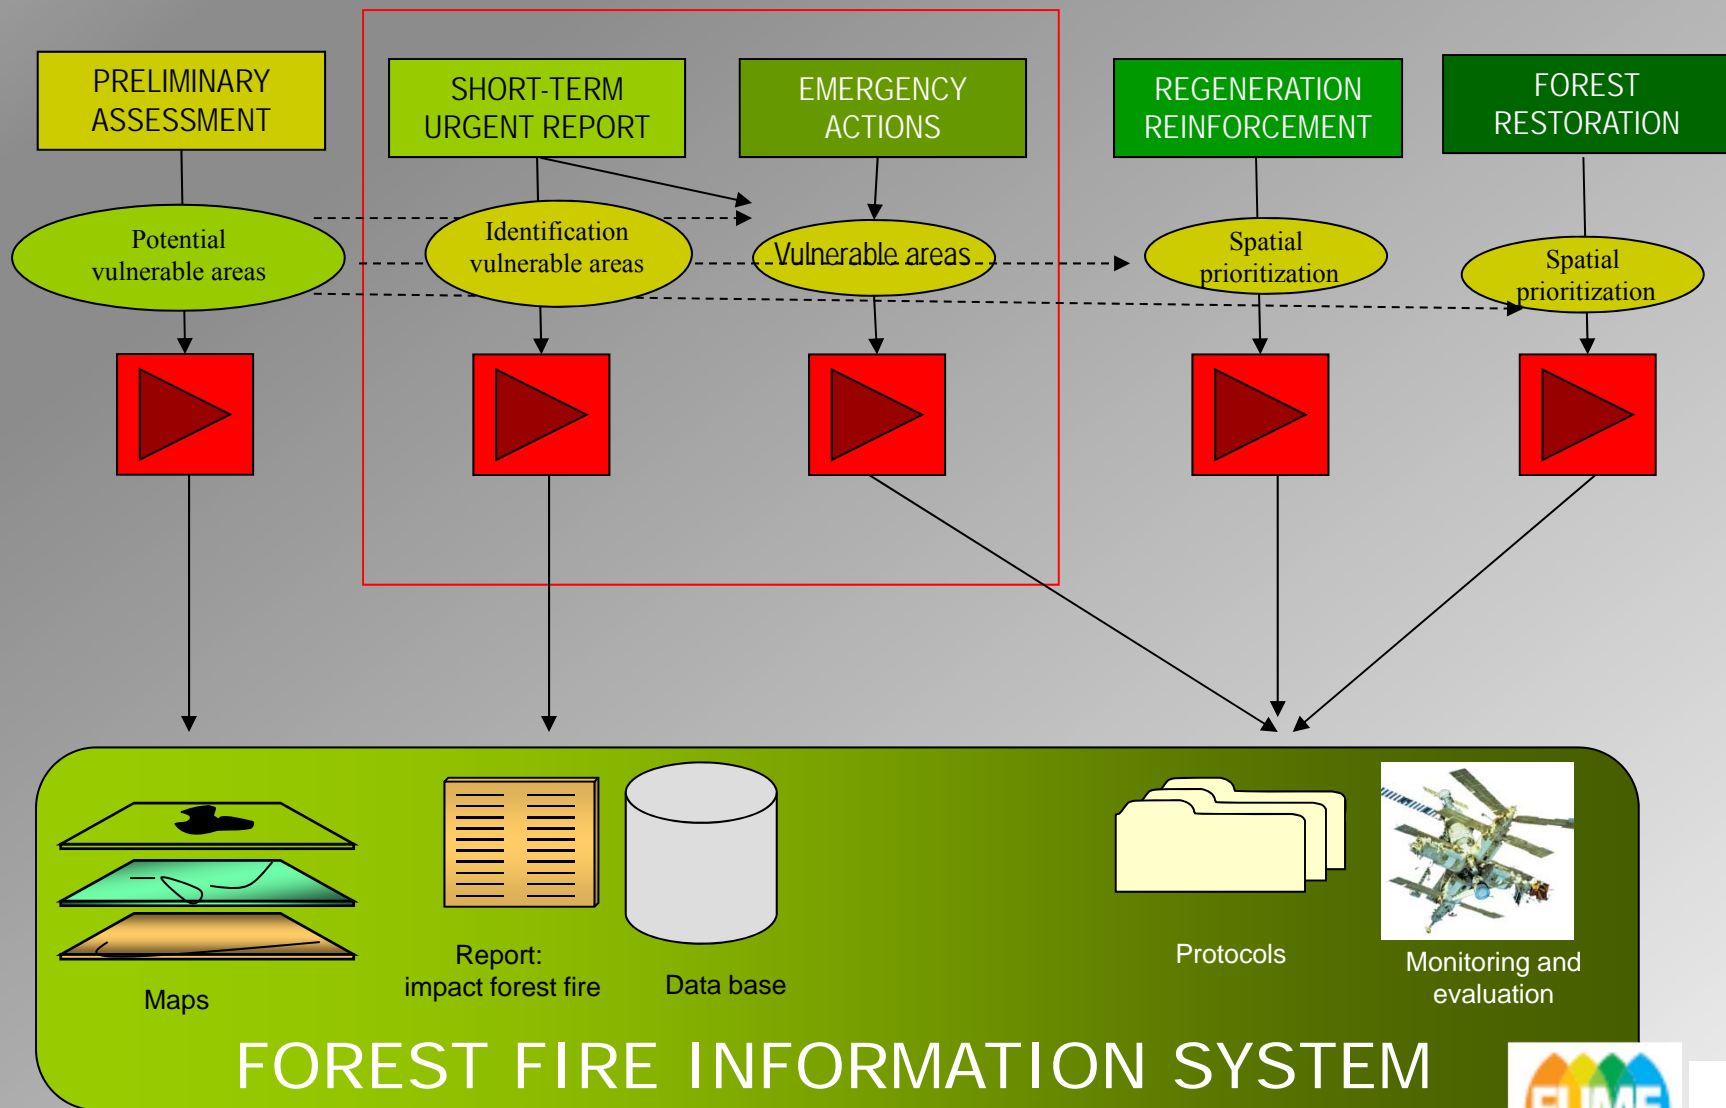 PRELIMINARY
ASSESSMENT
SHORT-TERM
URGENT REPORT
EMERGENCY
ACTIONS
REGENERATION
REINFORCEMENT
FOREST
RESTORATION
Potential
vulnerable areas
Identification
vulnerable areas
Vulnerable areas
Spatial
prioritization
Spatial
prioritization
Maps
Report:
impact forest fire
Data base
Protocols
Monitoring and
evaluation
FOREST FIRE INFORMATION SYSTEM